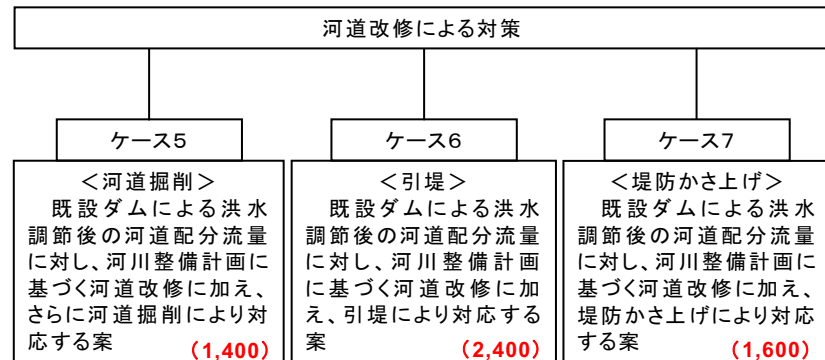 河道改修による対策
ケース5
<河道掘削>
既設ダムによる洪水
調節後の河道配分流量
に対し、河川整備計画に
基づく河道改修に加え、
さらに河道掘削により対
応する案
(1,400)
ケース6
<引堤>
既設ダムによる洪水
調節後の河道配分流量
に対し、河川整備計画
に基づく河道改修に加
え、引堤により対応する
案
(2,400)
ケース7
<堤防かさ上げ>
既設ダムによる洪水
調節後の河道配分流量
に対し、河川整備計画に
基づく河道改修に加え、
堤防かさ上げにより対応
する案
(1,600)